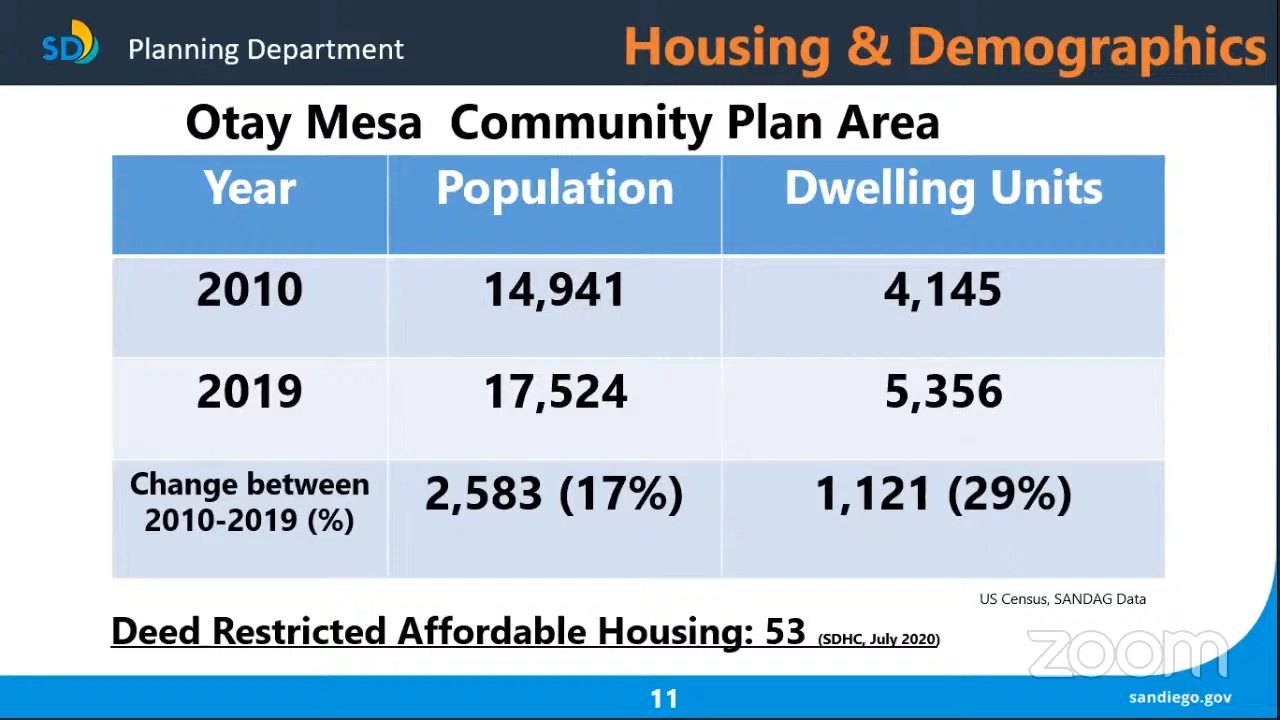 SD Planning Department
Housing & Demographics
Otay Mesa Community Plan Area
Year Population Dwelling Units
2010 14,941 4,145
2019 17,524 5,356
Change between
2010-2019 (%) 2,583 (17%) 1,121 (29%)
US Census, SANDAG Data
Deed Restricted Affordable Housing: 53 (SDHC, July 2020)
zoom
11
sandiego.gov